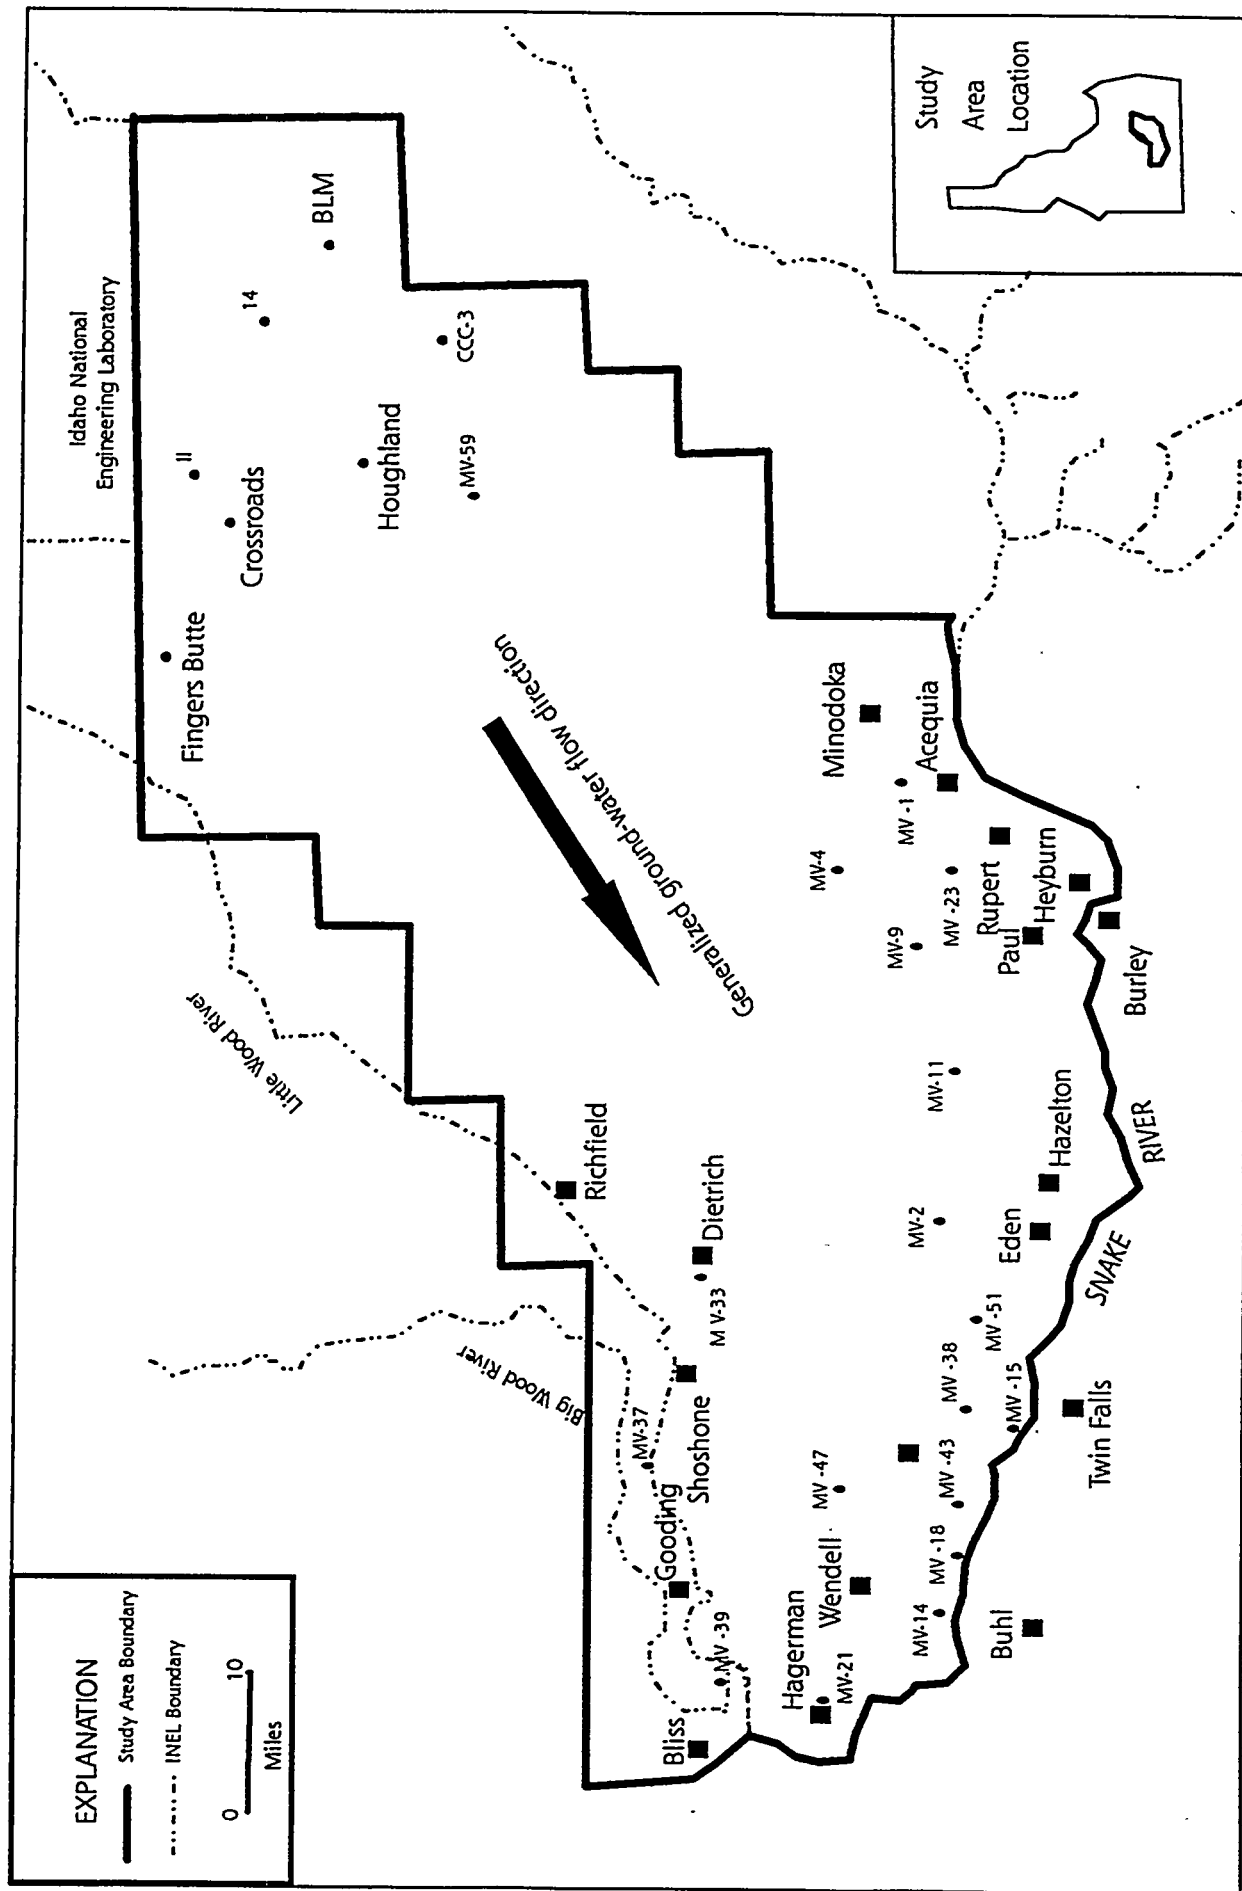 Idaho National
Engineering Laboratory
Study
Area
Location
Fingers Butte
Crossroads
11
14
BLM
Houghland
CCC-3
MV-59
Little Wood River
Generalized ground-water flow direction
Big Wood River
Richfield
Dietrich
M V-33
Shoshone
MV-37
Gooding
MV -39
Bliss
Hagerman
MV-21
Wendell
MV -47
MV-14
MV -18
MV -43
MV -38
MV -15
MV -51
MV-2
MV-11
MV-9
MV-4
MV -23
MV -1
Minodoka
Acequia
Rupert
Heyburn
Paul
Burley
Hazelton
Eden
Twin Falls
Buhl
SNAKE
RIVER
EXPLANATION
Study Area Boundary
INEL Boundary
0 10
Miles